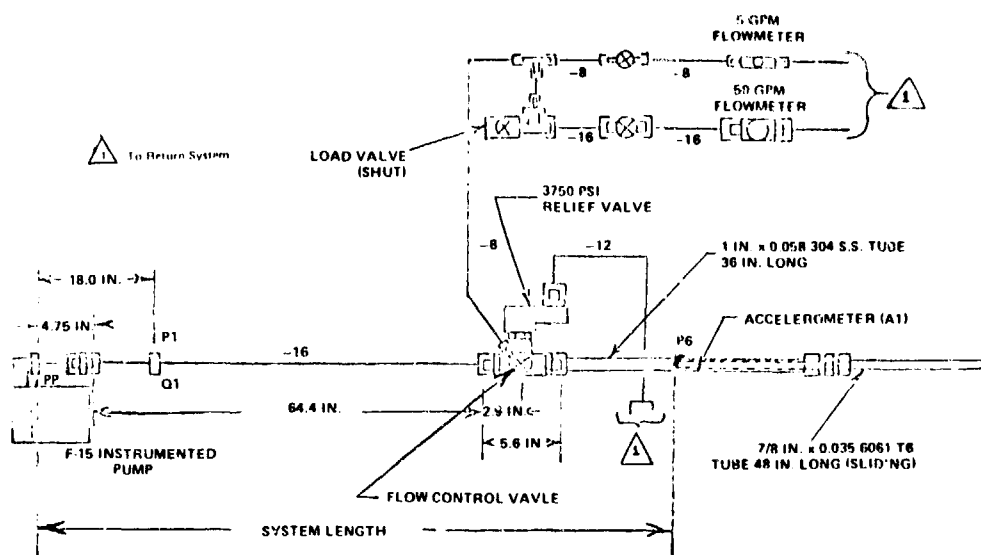 5 GPM
FLOWMETER
-8
-8
50 GPM
FLOWMETER
1
LOAD VALVE
(SHUT)
-16
-16
1 To Return System
3750 PSI
RELIEF VALVE
-8
-12
1 IN. x 0.058 304 S.S. TUBE
36 IN. LONG
18.0 IN.
4.75 IN
P1
ACCELEROMETER (A1)
P6
-16
PP
Q1
64.4 IN.
2.9 IN.
5.6 IN
1
7/8 IN. x 0.035 6061 T6
TUBE 48 IN. LONG (SLID'NG)
F-15 INSTRUMENTED
PUMP
FLOW CONTROL VAVLE
SYSTEM LENGTH